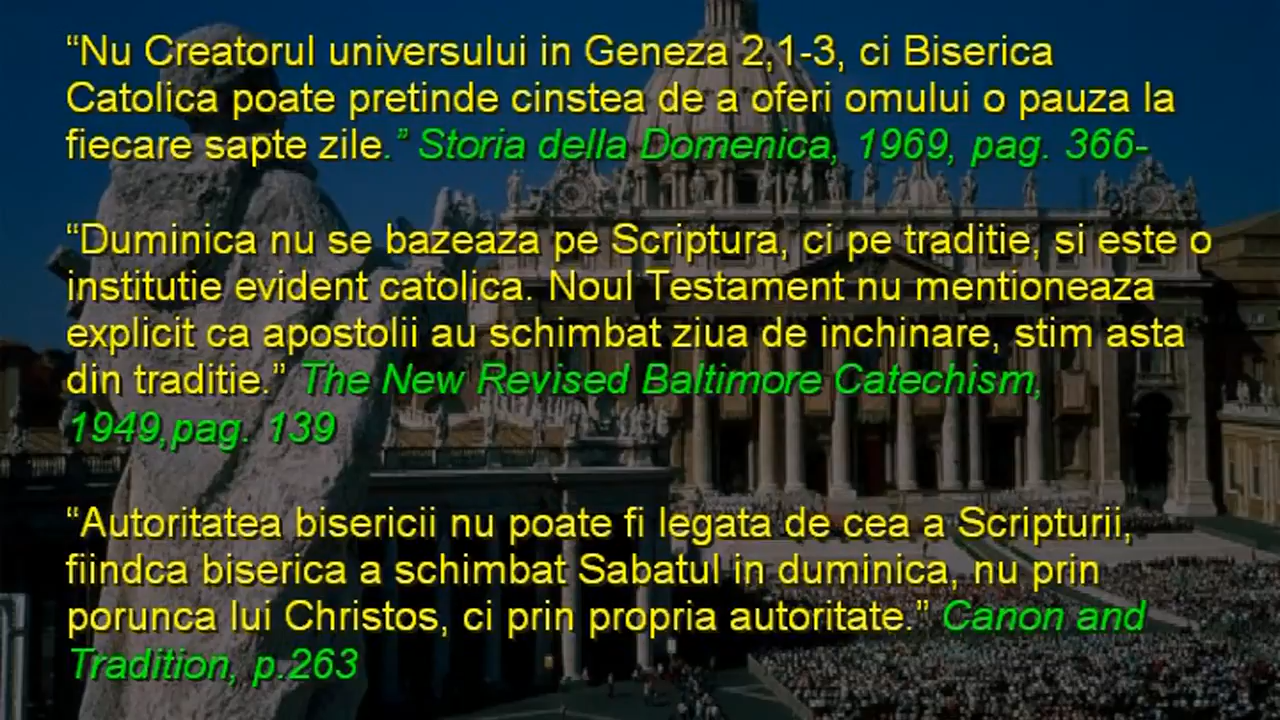 “Nu Creatorul universului in Geneza 2,1-3, ci Biserica
Catolica poate pretinde cinstea de a oferi omului o pauza la
fiecare sapte zile.” Storia della Domenica, 1969, pag. 366-
“Duminica nu se bazeaza pe Scriptura, ci pe traditie, si este o
institutie evident catolica. Noul Testament nu mentioneaza
explicit ca apostolii au schimbat ziua de inchinare, stim asta
din traditie.” The New Revised Baltimore Catechism,
1949,pag. 139
“Autoritatea bisericii nu poate fi legata de cea a Scripturii,
fiindca biserica a schimbat Sabatul in duminica, nu prin
porunca lui Christos, ci prin propria autoritate.” Canon and
Tradition, p.263